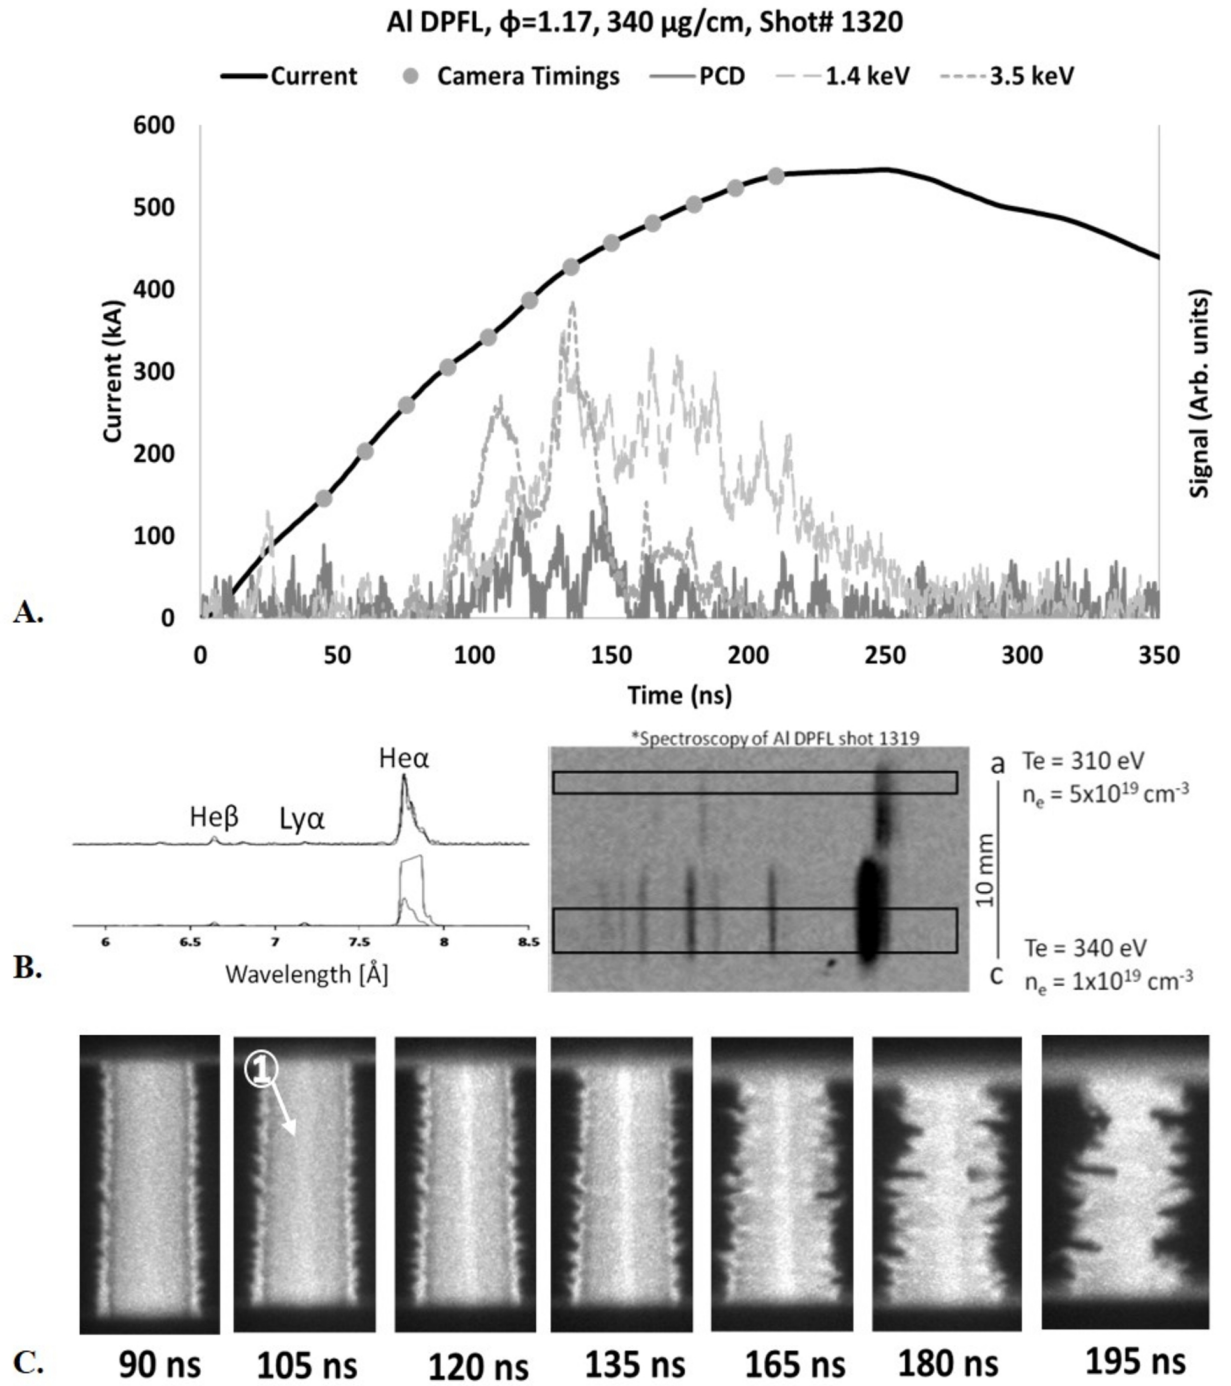 Al DPFL, ϕ=1.17, 340 µg/cm, Shot# 1320
Current Camera Timings PCD 1.4 keV 3.5 keV
600
500
400
300
200
100
0
Current (kA)
Signal (Arb. units)
0 50 100 150 200 250 300 350
Time (ns)
A.
*Spectroscopy of Al DPFL shot 1319
Heα
Heβ
Lyα
6 6.5 7 7.5 8 8.5
Wavelength [Å]
a
Te = 310 eV
nₑ = 5x10¹⁹ cm⁻³
10 mm
Te = 340 eV
c
nₑ = 1x10¹⁹ cm⁻³
B.
1
90 ns 105 ns 120 ns 135 ns 165 ns 180 ns 195 ns
C.